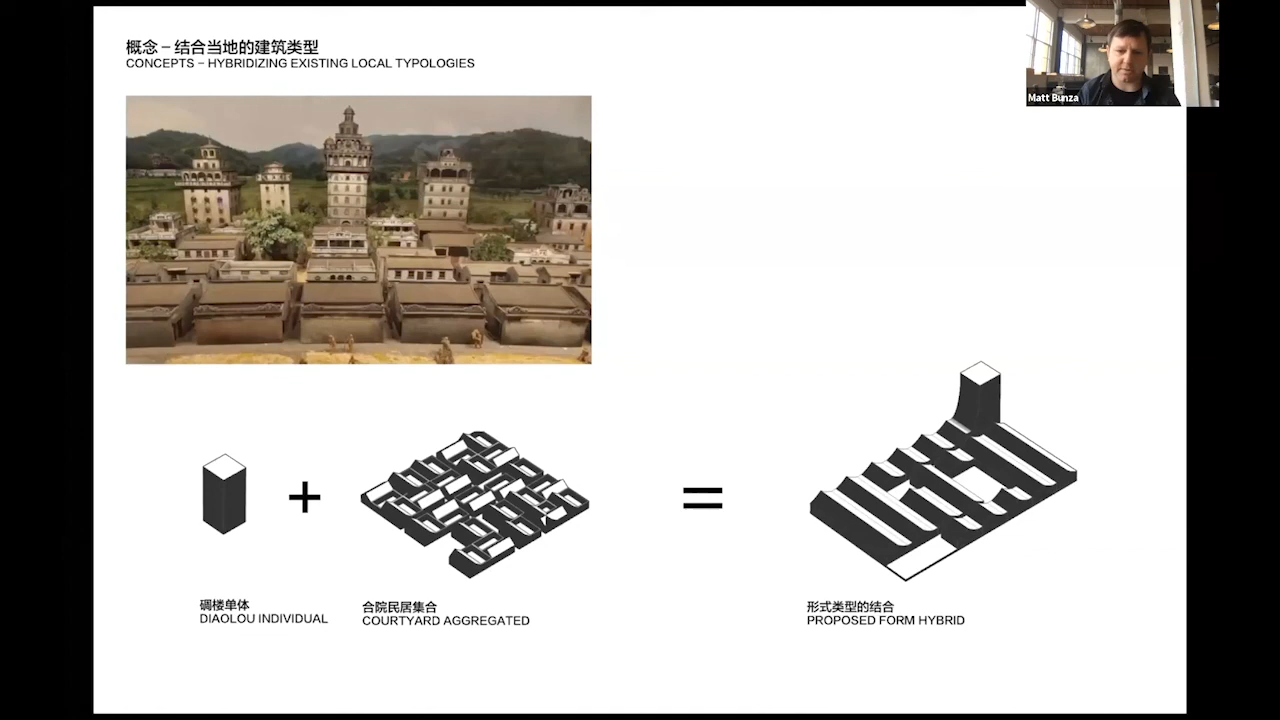 概念 – 结合当地的建筑类型
CONCEPTS – HYBRIDIZING EXISTING LOCAL TYPOLOGIES
Matt Bunza
碉楼单体
DIAOLOU INDIVIDUAL
合院民居集合
COURTYARD AGGREGATED
形式类型的结合
PROPOSED FORM HYBRID